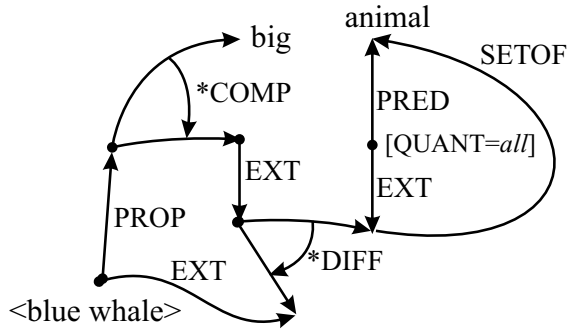 animal
big
SETOF
*COMP
PRED
[QUANT=all]
EXT
EXT
PROP
*DIFF
EXT
<blue whale>